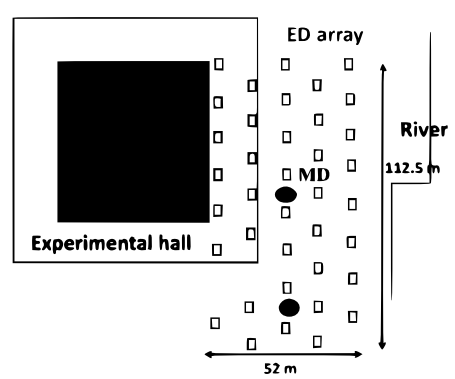 ED array
River
112.5 m
MD
Experimental hall
52 m